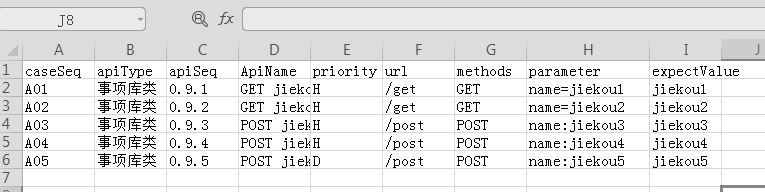 J8 fx
A B C D E F G H I J
1 caseSeq apiType apiSeq ApiName priority url methods parameter expectValue
2 A01 事项库类 0.9.1 GET jieko H /get GET name=jiekou1 jiekou1
3 A02 事项库类 0.9.2 GET jieko H /get GET name=jiekou2 jiekou2
4 A03 事项库类 0.9.3 POST jiek H /post POST name:jiekou3 jiekou3
5 A04 事项库类 0.9.4 POST jiek H /post POST name:jiekou4 jiekou4
6 A05 事项库类 0.9.5 POST jiek D /post POST name:jiekou5 jiekou5
7